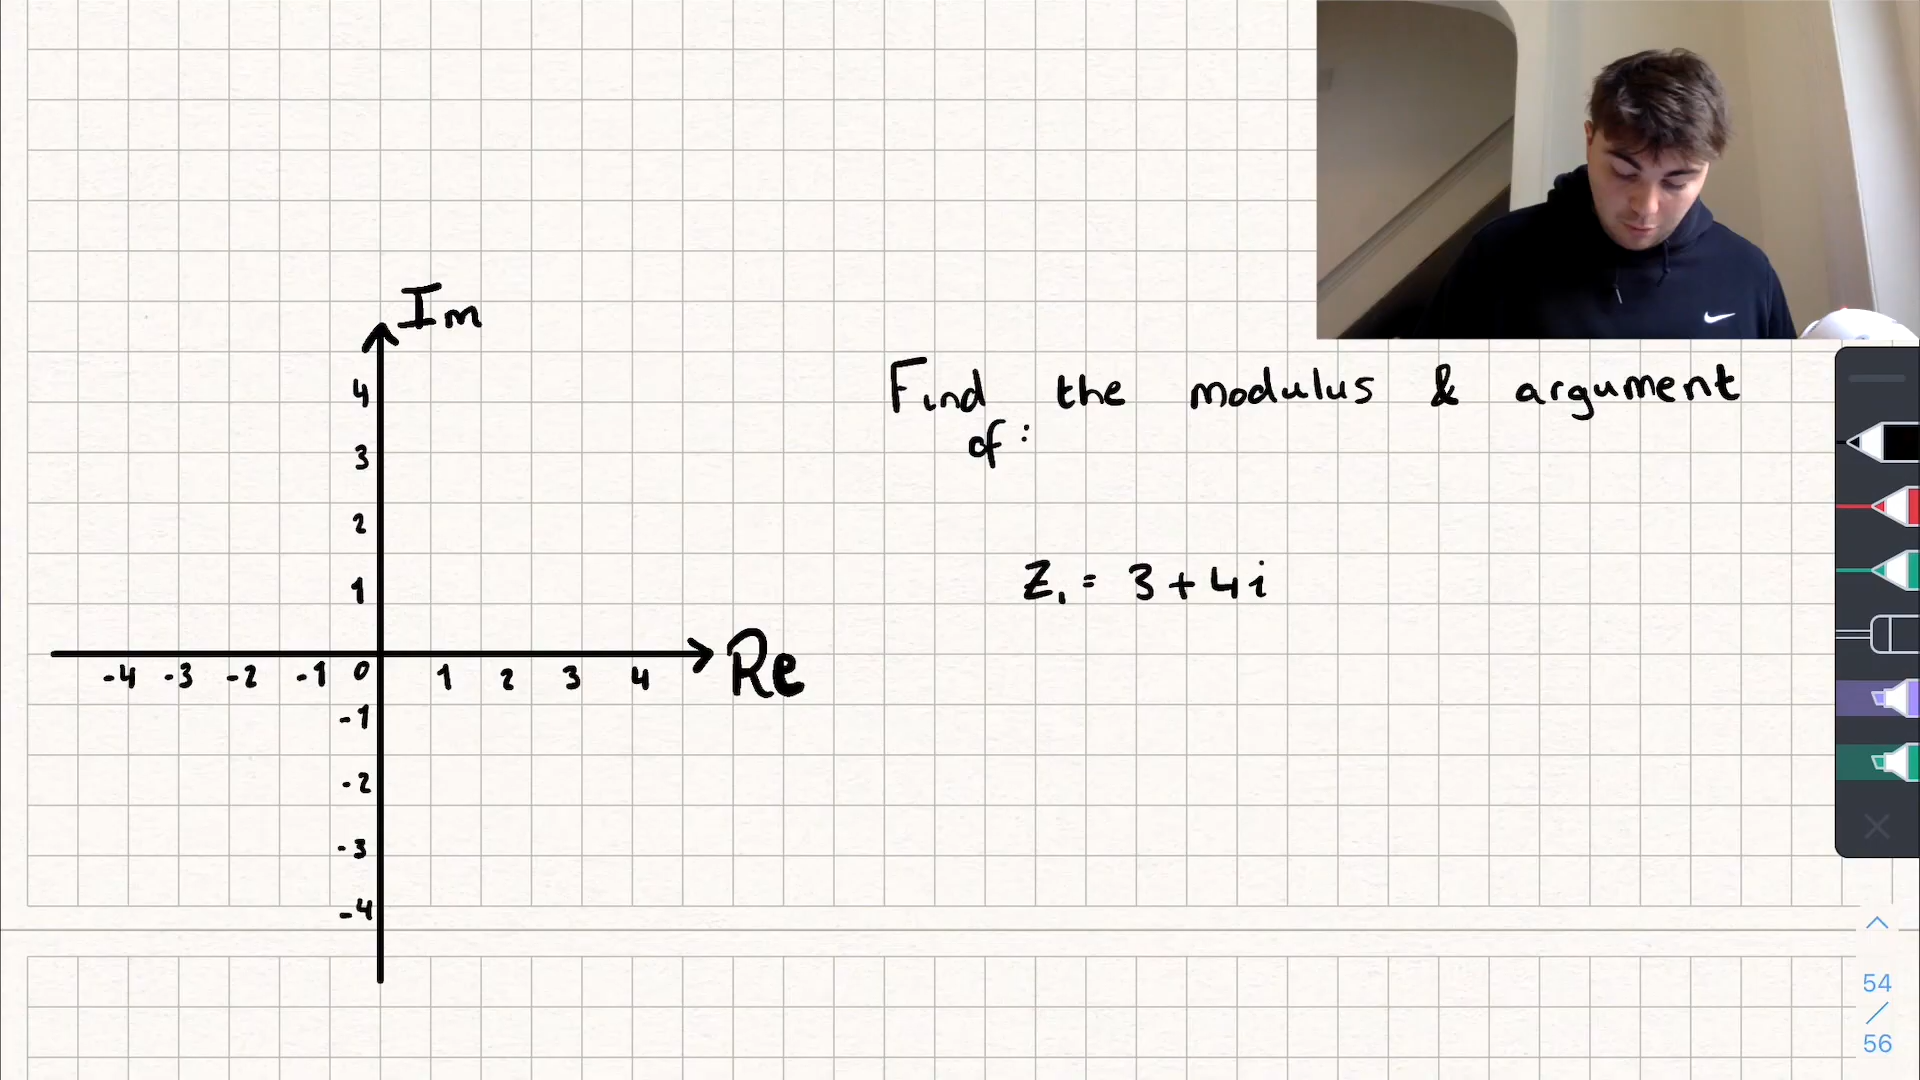 Im
4
3
2
1
-4 -3 -2 -1 0 1 2 3 4 Re
-1
-2
-3
-4
Find the modulus & argument
of:
Z₁ = 3 + 4i
54
/
56